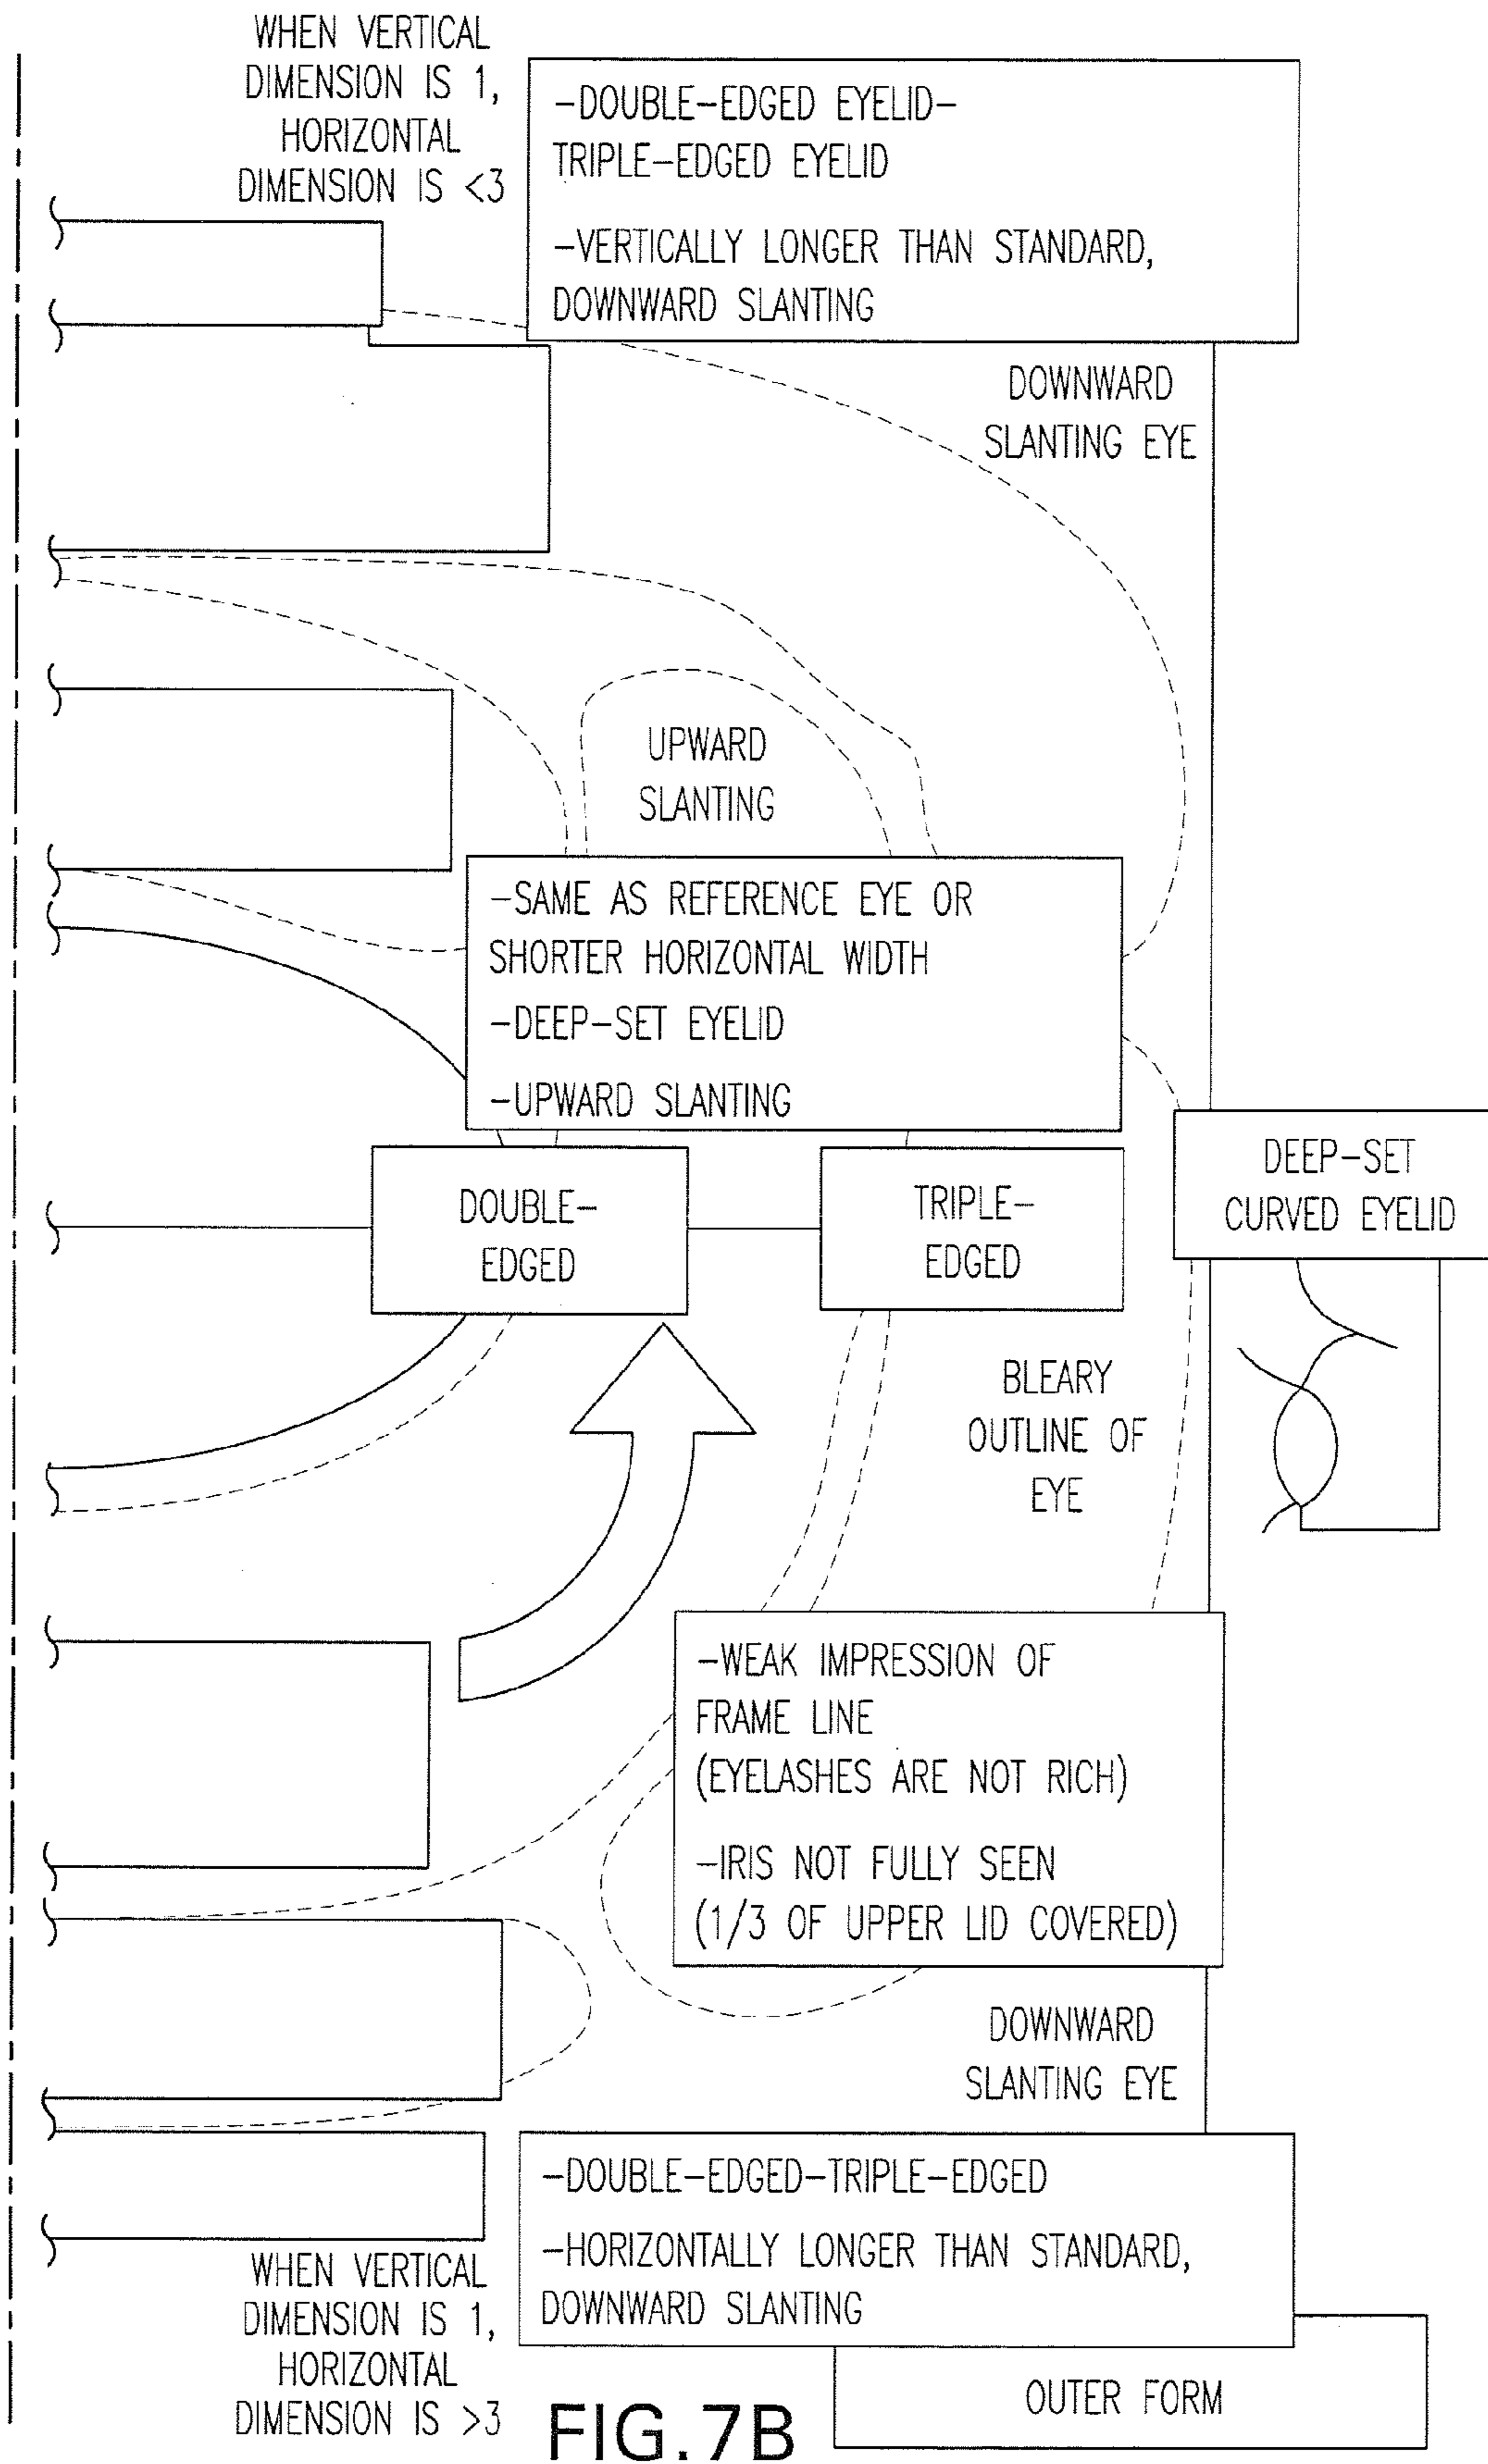 WHEN VERTICAL
DIMENSION IS 1,
HORIZONTAL
DIMENSION IS <3
-DOUBLE-EDGED EYELID-
TRIPLE-EDGED EYELID
-VERTICALLY LONGER THAN STANDARD,
DOWNWARD SLANTING
DOWNWARD
SLANTING EYE
UPWARD
SLANTING
-SAME AS REFERENCE EYE OR
SHORTER HORIZONTAL WIDTH
-DEEP-SET EYELID
-UPWARD SLANTING
DOUBLE-
EDGED
TRIPLE-
EDGED
DEEP-SET
CURVED EYELID
BLEARY
OUTLINE OF
EYE
-WEAK IMPRESSION OF
FRAME LINE
(EYELASHES ARE NOT RICH)
-IRIS NOT FULLY SEEN
(1/3 OF UPPER LID COVERED)
DOWNWARD
SLANTING EYE
-DOUBLE-EDGED-TRIPLE-EDGED
-HORIZONTALLY LONGER THAN STANDARD,
DOWNWARD SLANTING
WHEN VERTICAL
DIMENSION IS 1,
HORIZONTAL
DIMENSION IS >3
OUTER FORM
FIG.7B